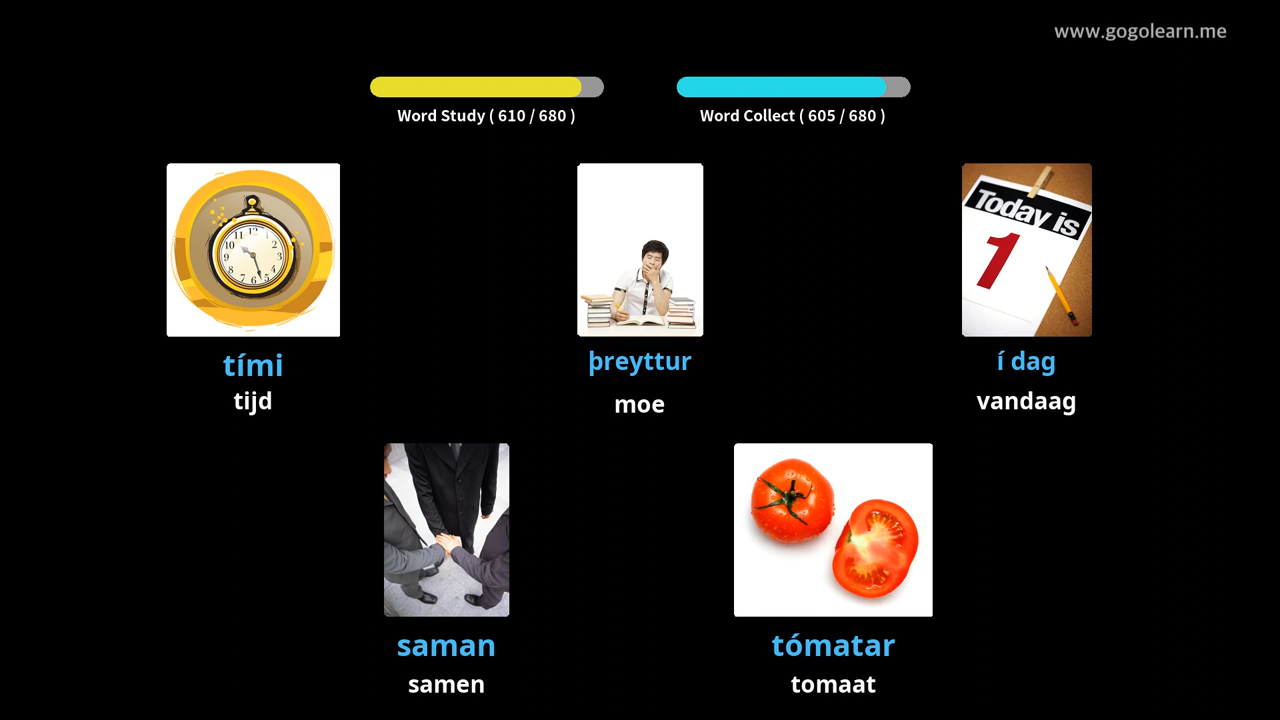 www.gogolearn.me
Word Study ( 610 / 680 )
Word Collect ( 605 / 680 )
Today is
1
tími
þreyttur
í dag
tijd
moe
vandaag
saman
tómatar
samen
tomaat